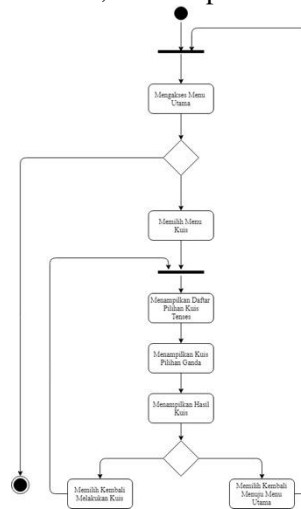 Mengakses Menu
Utama
Memilih Menu
Kuis
Menampilkan Daftar
Pilihan Kuis
Tenses
Menampilkan Kuis
Pilihan Ganda
Menampilkan Hasil
Kuis
Memilih Kembali
Melakukan Kuis
Memilih Kembali
Menuju Menu
Utama